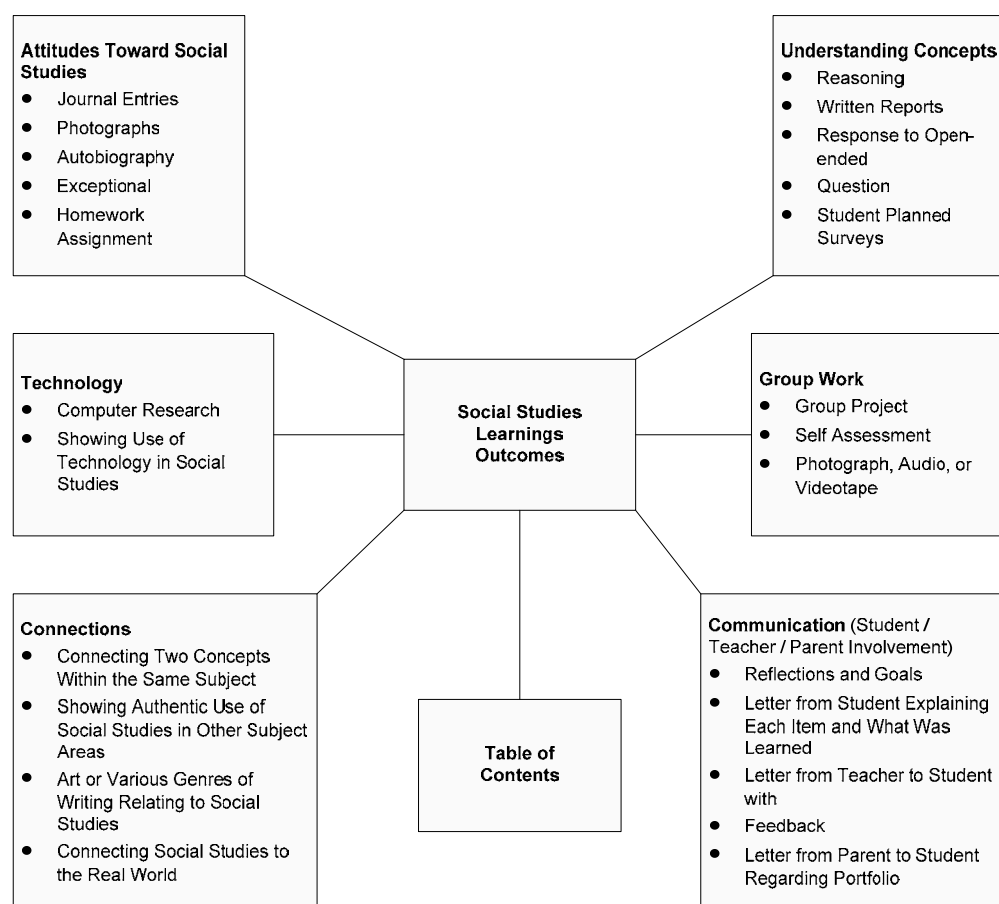 Attitudes Toward Social
Studies
● Journal Entries
● Photographs
● Autobiography
● Exceptional
● Homework
Assignment
Understanding Concepts
● Reasoning
● Written Reports
● Response to Open-
ended
● Question
● Student Planned
Surveys
Technology
● Computer Research
● Showing Use of
Technology in Social
Studies
Social Studies
Learnings
Outcomes
Group Work
● Group Project
● Self Assessment
● Photograph, Audio, or
Videotape
Connections
● Connecting Two Concepts
Within the Same Subject
● Showing Authentic Use of
Social Studies in Other Subject
Areas
● Art or Various Genres of
Writing Relating to Social
Studies
● Connecting Social Studies to
the Real World
Table of
Contents
Communication (Student /
Teacher / Parent Involvement)
● Reflections and Goals
● Letter from Student Explaining
Each Item and What Was
Learned
● Letter from Teacher to Student
with
● Feedback
● Letter from Parent to Student
Regarding Portfolio